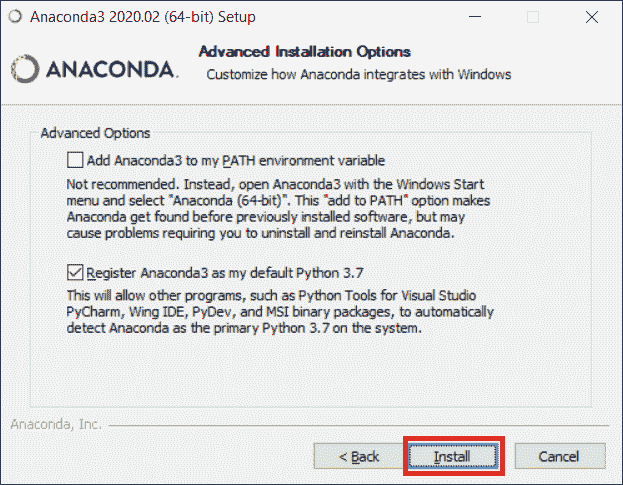 Anaconda3 2020.02 (64-bit) Setup
Advanced Installation Options
Customize how Anaconda integrates with Windows
ANACONDA.
Advanced Options
Add Anaconda3 to my PATH environment variable
Not recommended. Instead, open Anaconda3 with the Windows Start
menu and select "Anaconda (64-bit)". This "add to PATH" option makes
Anaconda get found before previously installed software, but may
cause problems requiring you to uninstall and reinstall Anaconda.
Register Anaconda3 as my default Python 3.7
This will allow other programs, such as Python Tools for Visual Studio
PyCharm, Wing IDE, PyDev, and MSI binary packages, to automatically
detect Anaconda as the primary Python 3.7 on the system.
Anaconda, Inc.
< Back
Install
Cancel